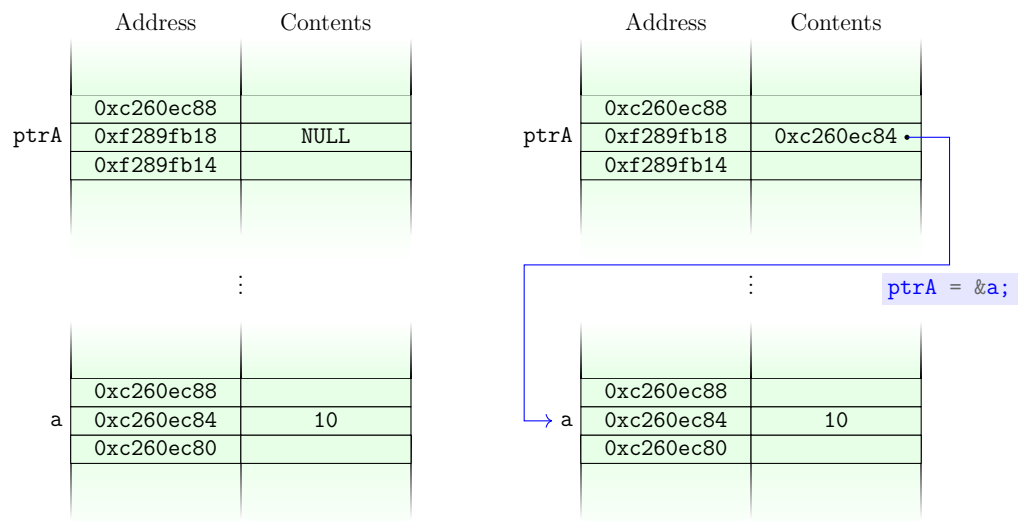 Address Contents Address Contents
0xc260ec88 0xc260ec88
ptrA 0xf289fb18 NULL ptrA 0xf289fb18 0xc260ec84
0xf289fb14 0xf289fb14
⋮ ⋮
ptrA = &a;
0xc260ec88 0xc260ec88
a 0xc260ec84 10 a 0xc260ec84 10
0xc260ec80 0xc260ec80